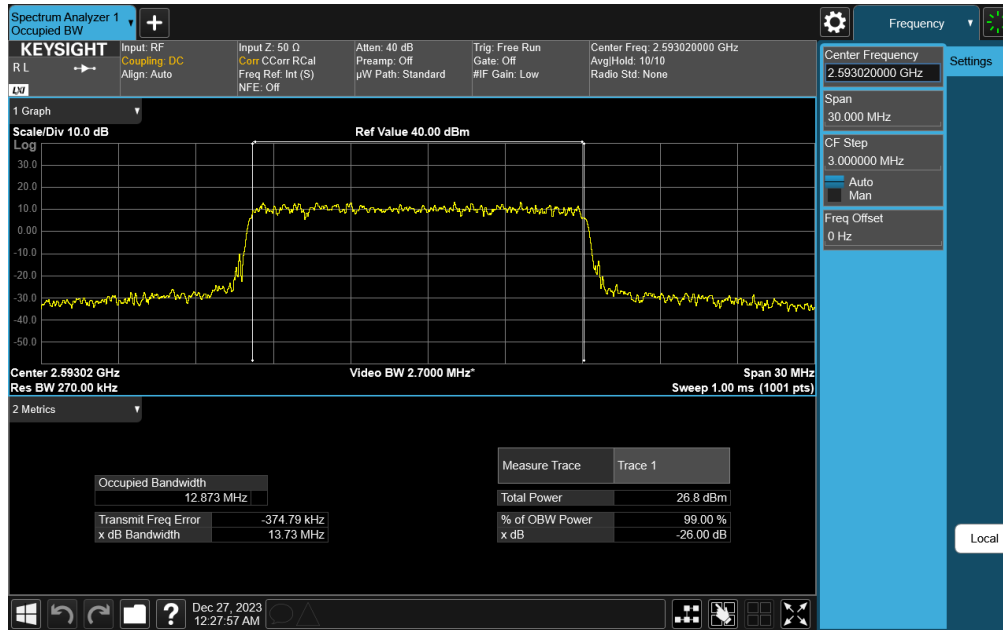 Spectrum Analyzer 1
Occupied BW
Frequency
KEYSIGHT
R L
LXI
Input: RF
Coupling: DC
Align: Auto
Input Z: 50 Ω
Corr CCorr RCal
Freq Ref: Int (S)
NFE: Off
Atten: 40 dB
Preamp: Off
µW Path: Standard
Trig: Free Run
Gate: Off
#IF Gain: Low
Center Freq: 2.593020000 GHz
Avg|Hold: 10/10
Radio Std: None
Center Frequency
2.593020000 GHz
Settings
Span
30.000 MHz
CF Step
3.000000 MHz
Auto
Man
Freq Offset
0 Hz
1 Graph
Scale/Div 10.0 dB
Ref Value 40.00 dBm
Log
30.0
20.0
10.0
0.00
-10.0
-20.0
-30.0
-40.0
-50.0
Center 2.59302 GHz
Video BW 2.7000 MHz*
Span 30 MHz
Res BW 270.00 kHz
Sweep 1.00 ms (1001 pts)
2 Metrics
Measure Trace
Trace 1
Occupied Bandwidth
12.873 MHz
Total Power
26.8 dBm
Transmit Freq Error
-374.79 kHz
% of OBW Power
99.00 %
x dB Bandwidth
13.73 MHz
x dB
-26.00 dB
Local
?
Dec 27, 2023
12:27:57 AM